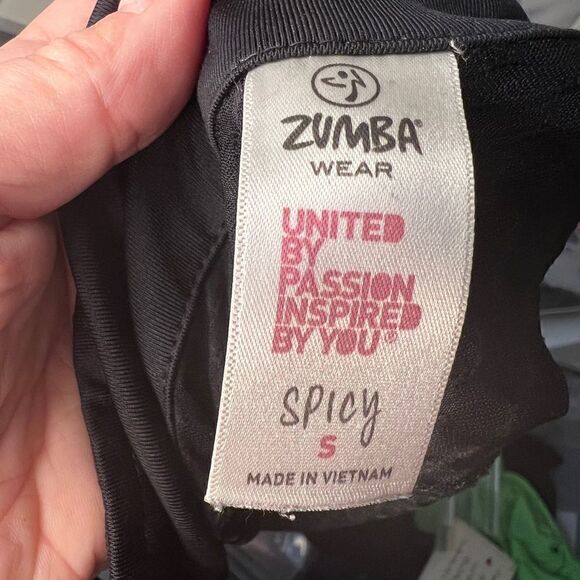 ZUMBA®
WEAR
UNITED
BY
PASSION
INSPIRED
BY YOU®
SPICY
S
MADE IN VIETNAM